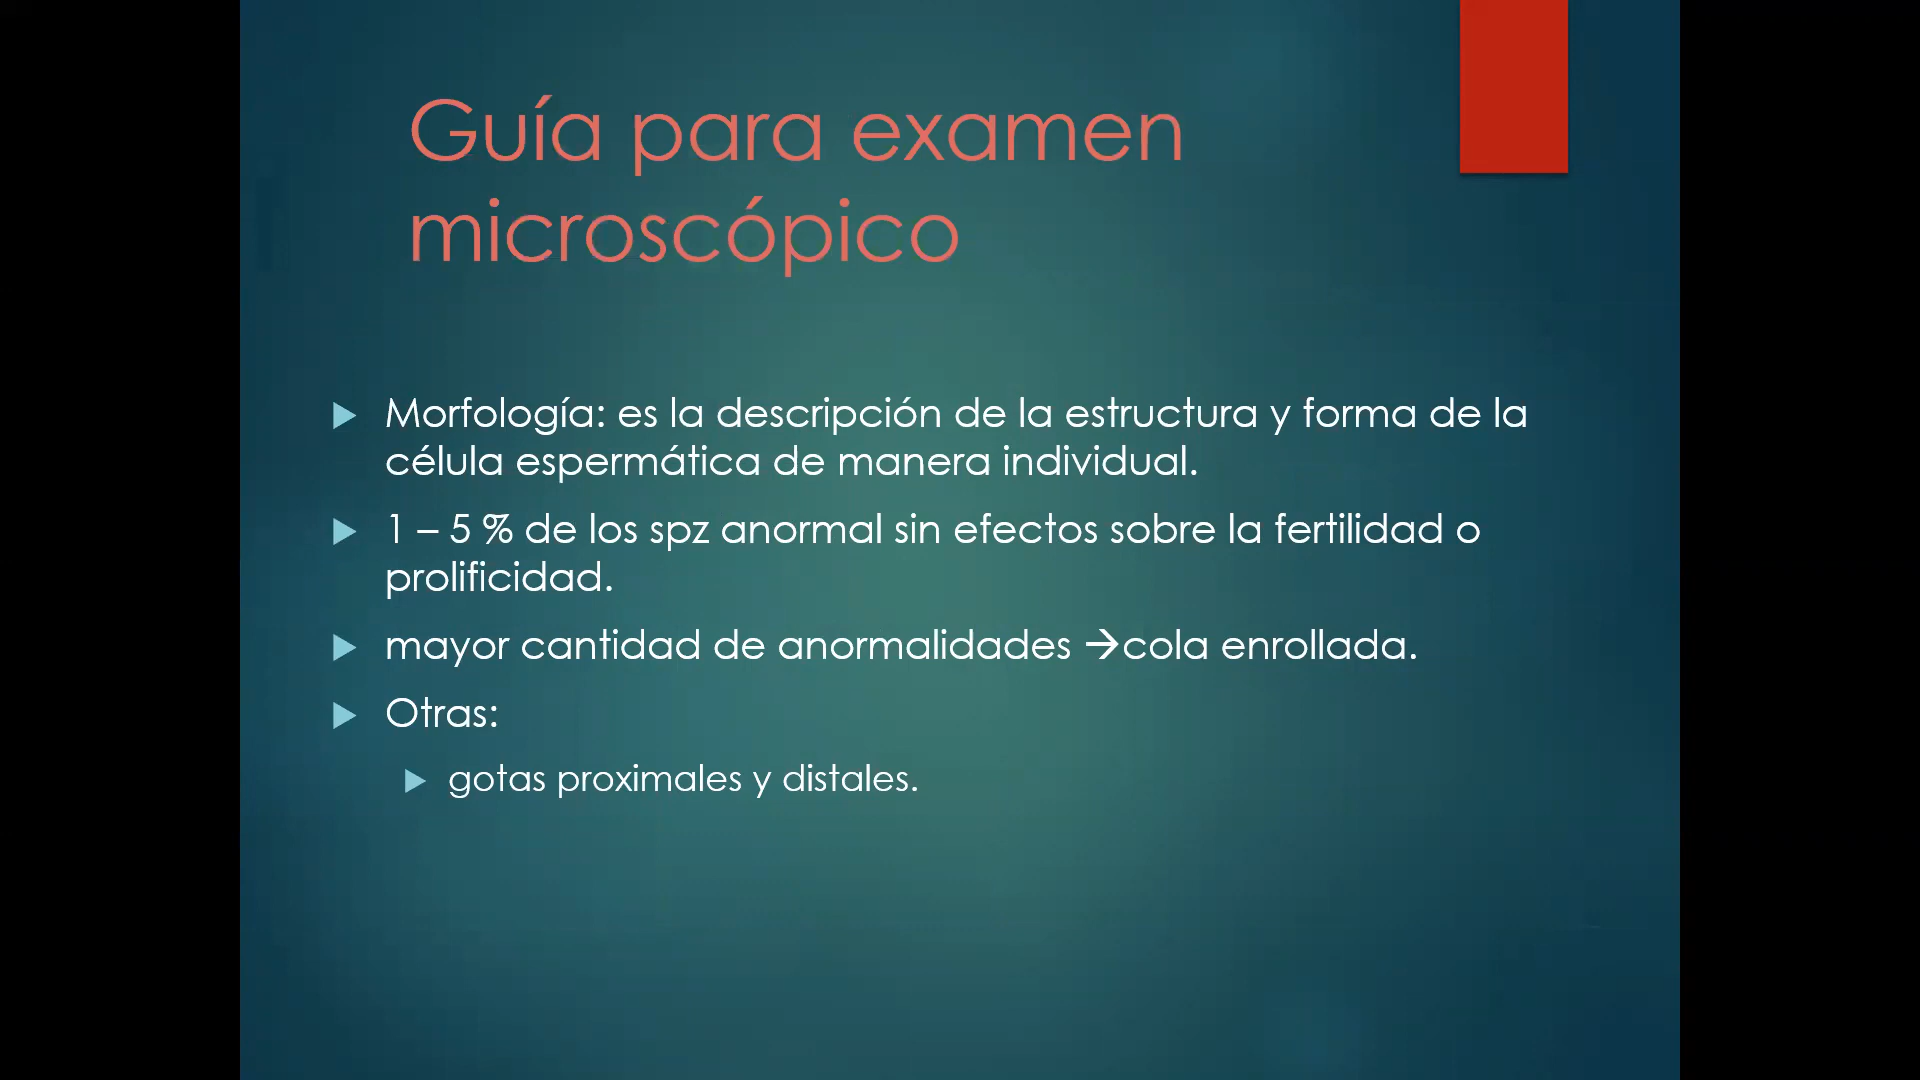 Guía para examen
microscópico
Morfología: es la descripción de la estructura y forma de la
célula espermática de manera individual.
1 – 5 % de los spz anormal sin efectos sobre la fertilidad o
prolificidad.
mayor cantidad de anormalidades →cola enrollada.
Otras:
gotas proximales y distales.